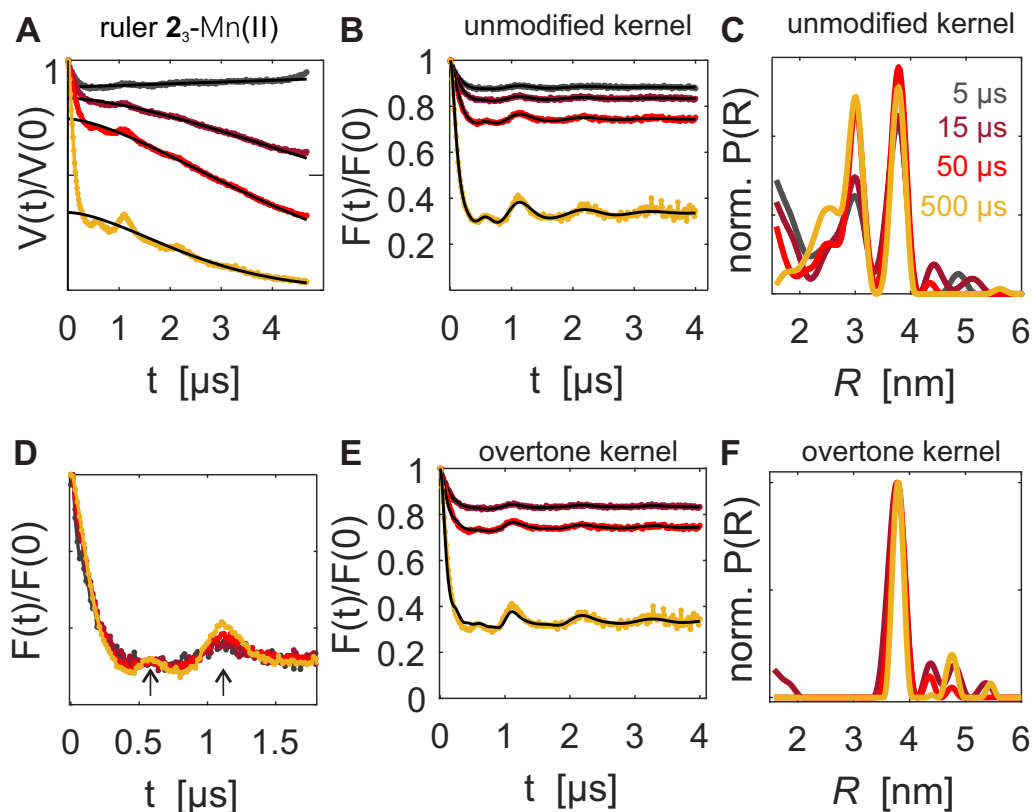 A
ruler 2₃-Mn(II)
V(t)/V(0)
1
0 1 2 3 4
t [µs]
B
unmodified kernel
F(t)/F(0)
1
0.8
0.6
0.4
0.2
0 1 2 3 4
t [µs]
C
unmodified kernel
norm. P(R)
5 µs
15 µs
50 µs
500 µs
2 3 4 5 6
R [nm]
D
F(t)/F(0)
0 0.5 1 1.5
t [µs]
E
overtone kernel
F(t)/F(0)
1
0.8
0.6
0.4
0.2
0
0 1 2 3 4
t [µs]
F
overtone kernel
norm. P(R)
2 3 4 5 6
R [nm]